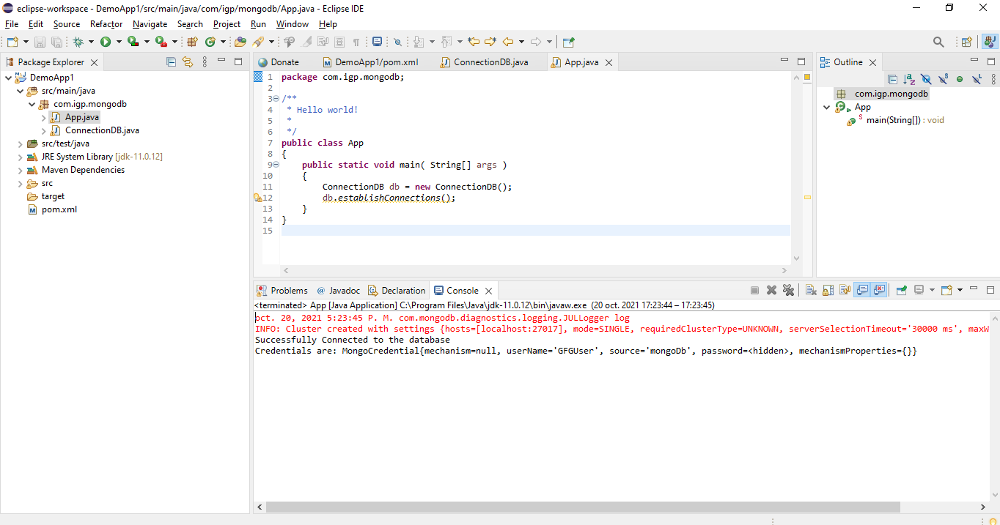 eclipse-workspace - DemoApp1/src/main/java/com/igp/mongodb/App.java - Eclipse IDE
File Edit Source Refactor Navigate Search Project Run Window Help
Package Explorer
DemoApp1
src/main/java
com.igp.mongodb
App.java
ConnectionDB.java
src/test/java
JRE System Library [jdk-11.0.12]
Maven Dependencies
src
target
pom.xml
Donate DemoApp1/pom.xml ConnectionDB.java App.java
1 package com.igp.mongodb;
2
3 /**
4 * Hello world!
5 *
6 */
7 public class App
8 {
9 public static void main( String[] args )
10 {
11 ConnectionDB db = new ConnectionDB();
12 db.establishConnections();
13 }
14 }
15
Outline
com.igp.mongodb
App
main(String[]) : void
Problems Javadoc Declaration Console
<terminated> App [Java Application] C:\Program Files\Java\jdk-11.0.12\bin\javaw.exe (20 oct. 2021 17:23:44 – 17:23:45)
oct. 20, 2021 5:23:45 P. M. com.mongodb.diagnostics.logging.JULLogger log
INFO: Cluster created with settings {hosts=[localhost:27017], mode=SINGLE, requiredClusterType=UNKNOWN, serverSelectionTimeout='30000 ms', maxW
Successfully Connected to the database
Credentials are: MongoCredential{mechanism=null, userName='GFGUser', source='mongoDb', password=<hidden>, mechanismProperties={}}